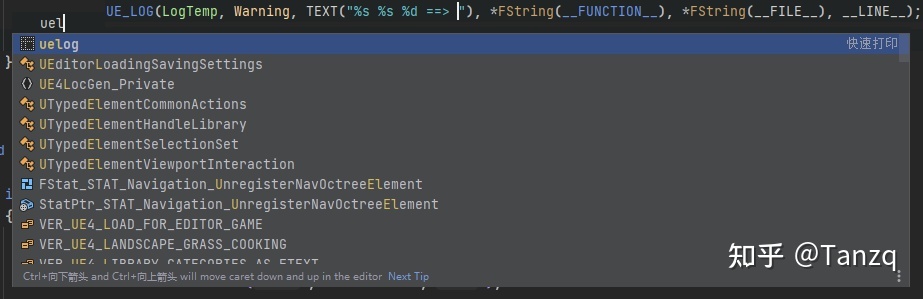 UE_LOG(LogTemp, Warning, TEXT("%s %s %d ==> "), *FString(__FUNCTION__), *FString(__FILE__), __LINE__);
uel
uelog 快速打印
UEditorLoadingSavingSettings
UE4LocGen_Private
UTypedElementCommonActions
UTypedElementHandleLibrary
UTypedElementSelectionSet
UTypedElementViewportInteraction
FStat_STAT_Navigation_UnregisterNavOctreeElement
StatPtr_STAT_Navigation_UnregisterNavOctreeElement
VER_UE4_LOAD_FOR_EDITOR_GAME
VER_UE4_LANDSCAPE_GRASS_COOKING
VER_UE4_LIBRARY_CATEGORIES_AS_FTEXT
Ctrl+向下箭头 and Ctrl+向上箭头 will move caret down and up in the editor Next Tip
}
{
知乎 @Tanzq